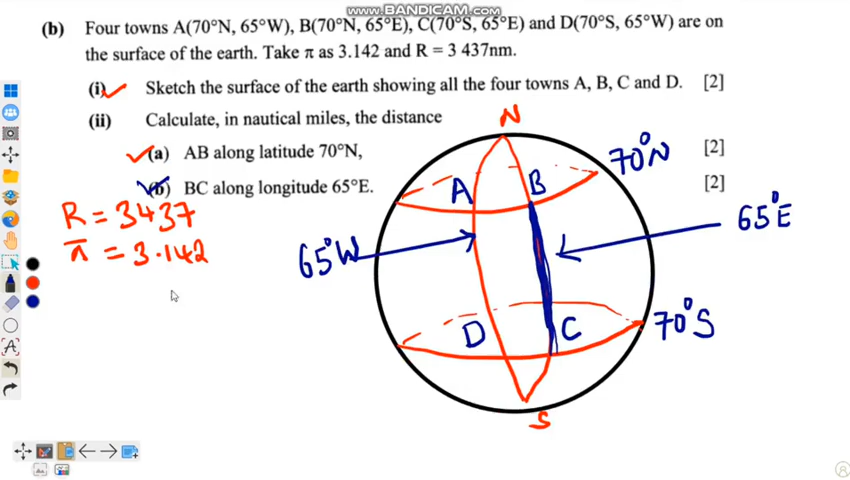 WWW.BANDICAM.COM
(b) Four towns A(70°N, 65°W), B(70°N, 65°E), C(70°S, 65°E) and D(70°S, 65°W) are on
the surface of the earth. Take π as 3.142 and R = 3 437nm.
(i) Sketch the surface of the earth showing all the four towns A, B, C and D. [2]
(ii) Calculate, in nautical miles, the distance
(a) AB along latitude 70°N, [2]
(b) BC along longitude 65°E. [2]
R = 3437
π = 3.142
N
70°N
A
B
65°E
65°W
D
C
70°S
S